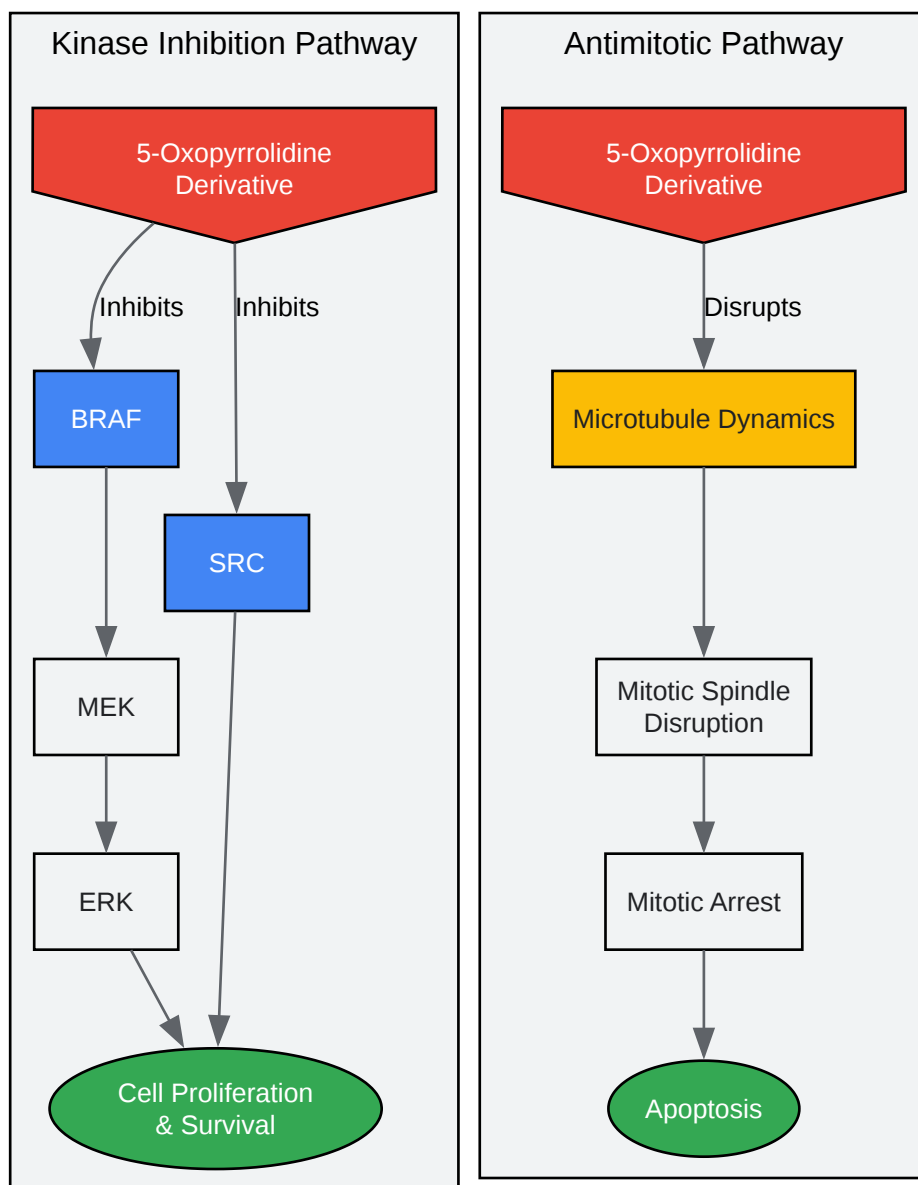 Kinase Inhibition Pathway
5-Oxopyrrolidine
Derivative
Inhibits
Inhibits
BRAF
SRC
MEK
ERK
Cell Proliferation
& Survival
Antimitotic Pathway
5-Oxopyrrolidine
Derivative
Disrupts
Microtubule Dynamics
Mitotic Spindle
Disruption
Mitotic Arrest
Apoptosis